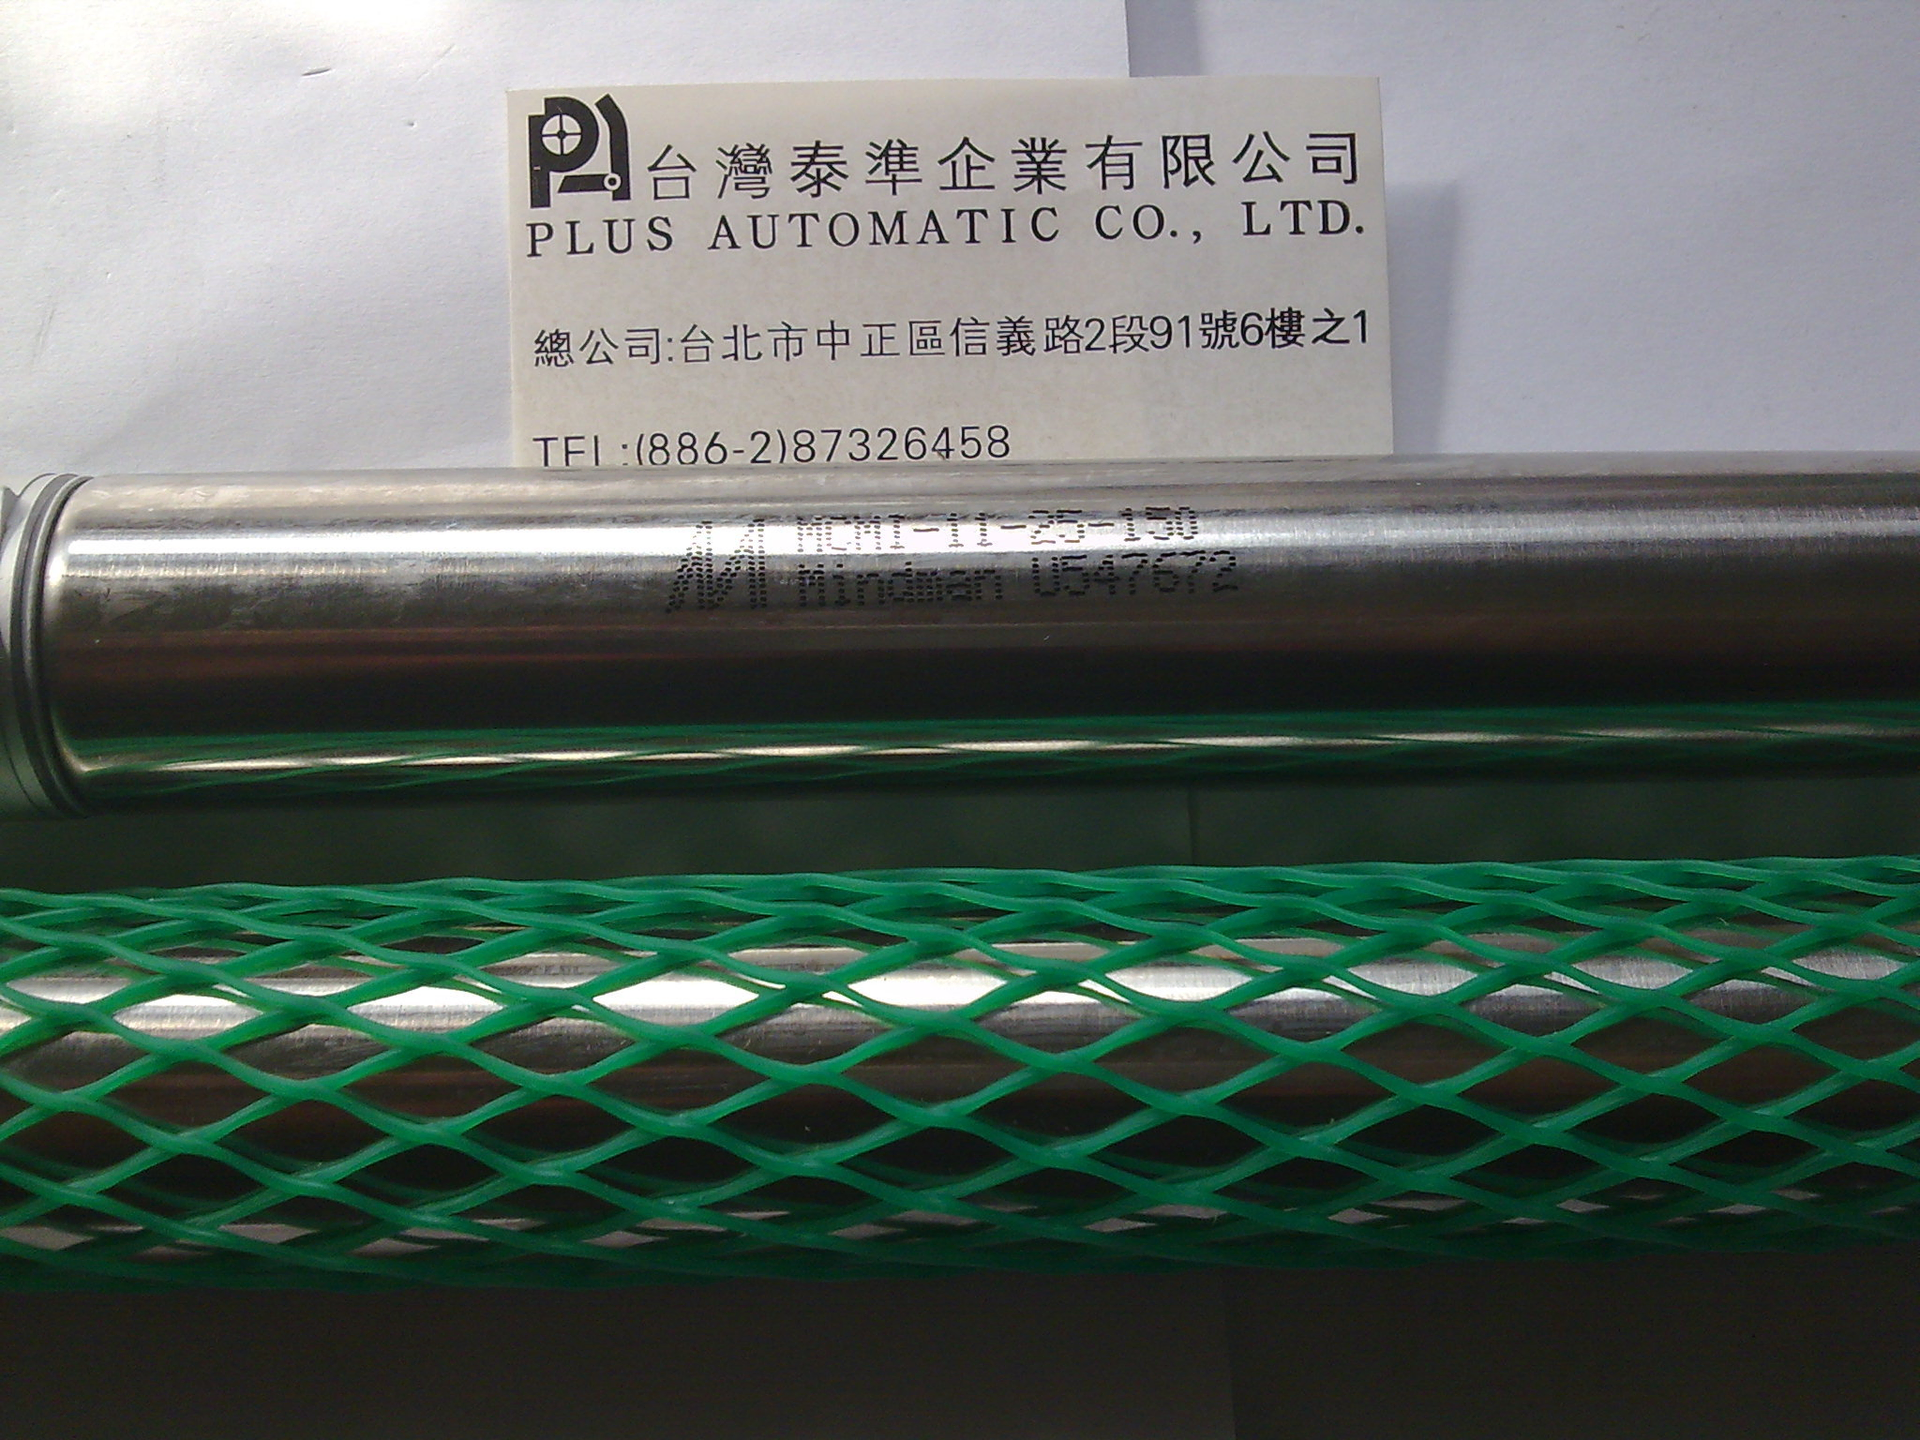 台灣泰準企業有限公司
PLUS AUTOMATIC CO., LTD.
總公司:台北市中正區信義路2段91號6樓之1
TEL:(886-2)87326458
MCMI-11-25-150
Mindman U547672